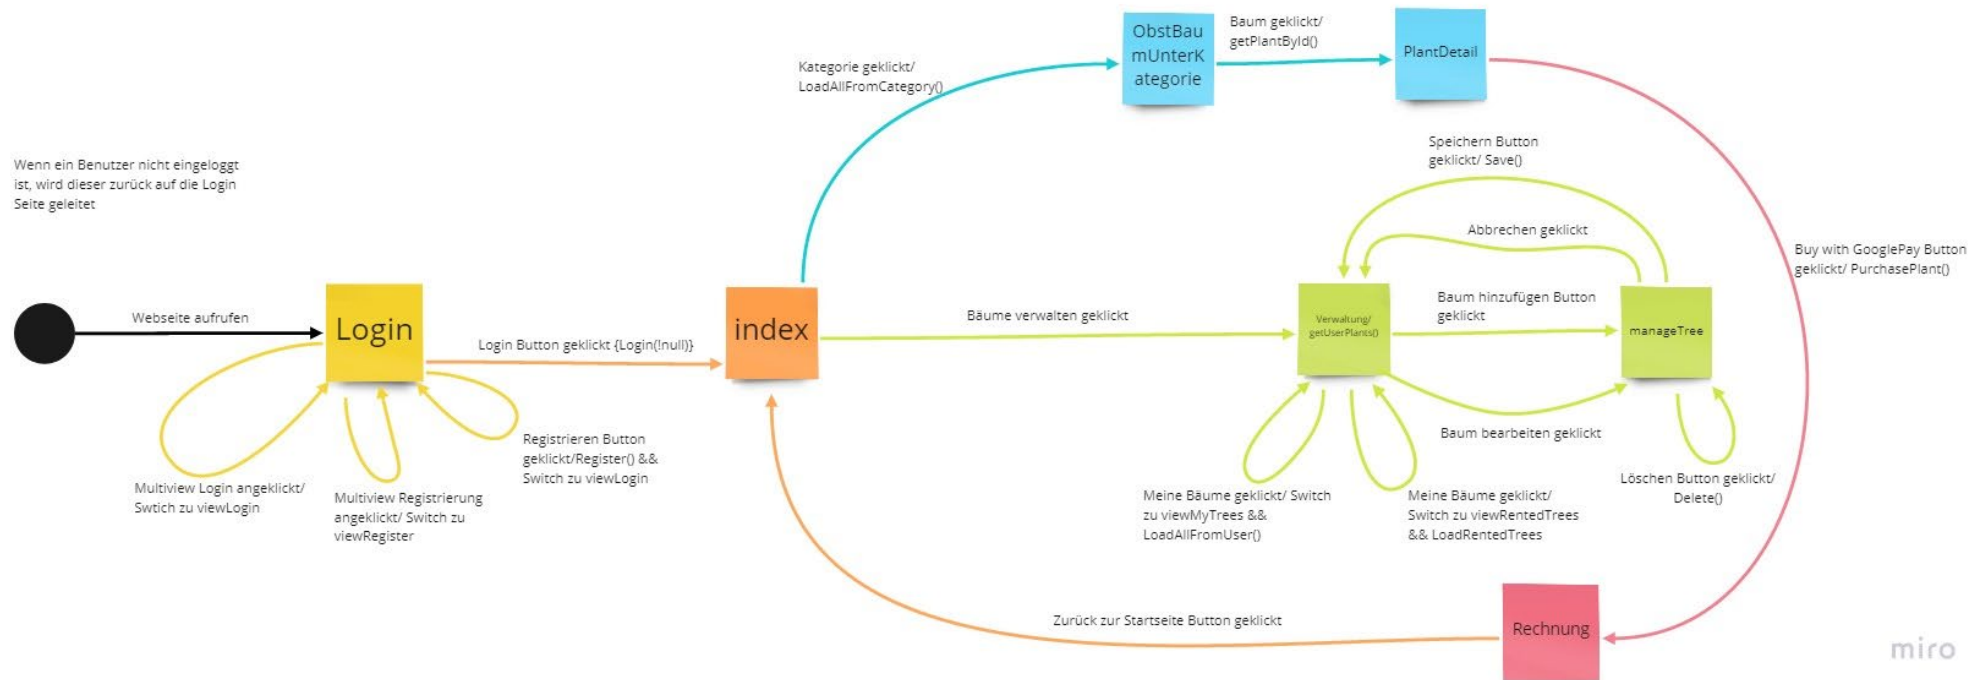 ObstBau
mUnterK
ategorie
Baum geklickt/
getPlantById()
PlantDetail
Kategorie geklickt/
LoadAllFromCategory()
Wenn ein Benutzer nicht eingeloggt
ist, wird dieser zurück auf die Login
Seite geleitet
Speichern Button
geklickt/ Save()
Abbrechen geklickt
Buy with GooglePay Button
geklickt/ PurchasePlant()
Webseite aufrufen
Login
Login Button geklickt {Login(!null)}
index
Bäume verwalten geklickt
Verwaltung/
getUserPlants()
Baum hinzufügen Button
geklickt
manageTree
Baum bearbeiten geklickt
Registrieren Button
geklickt/Register() &&
Switch zu viewLogin
Multiview Login angeklickt/
Swtich zu viewLogin
Multiview Registrierung
angeklickt/ Switch zu
viewRegister
Meine Bäume geklickt/ Switch
zu viewMyTrees &&
LoadAllFromUser()
Meine Bäume geklickt/
Switch zu viewRentedTrees
&& LoadRentedTrees
Löschen Button geklickt/
Delete()
Zurück zur Startseite Button geklickt
Rechnung
miro